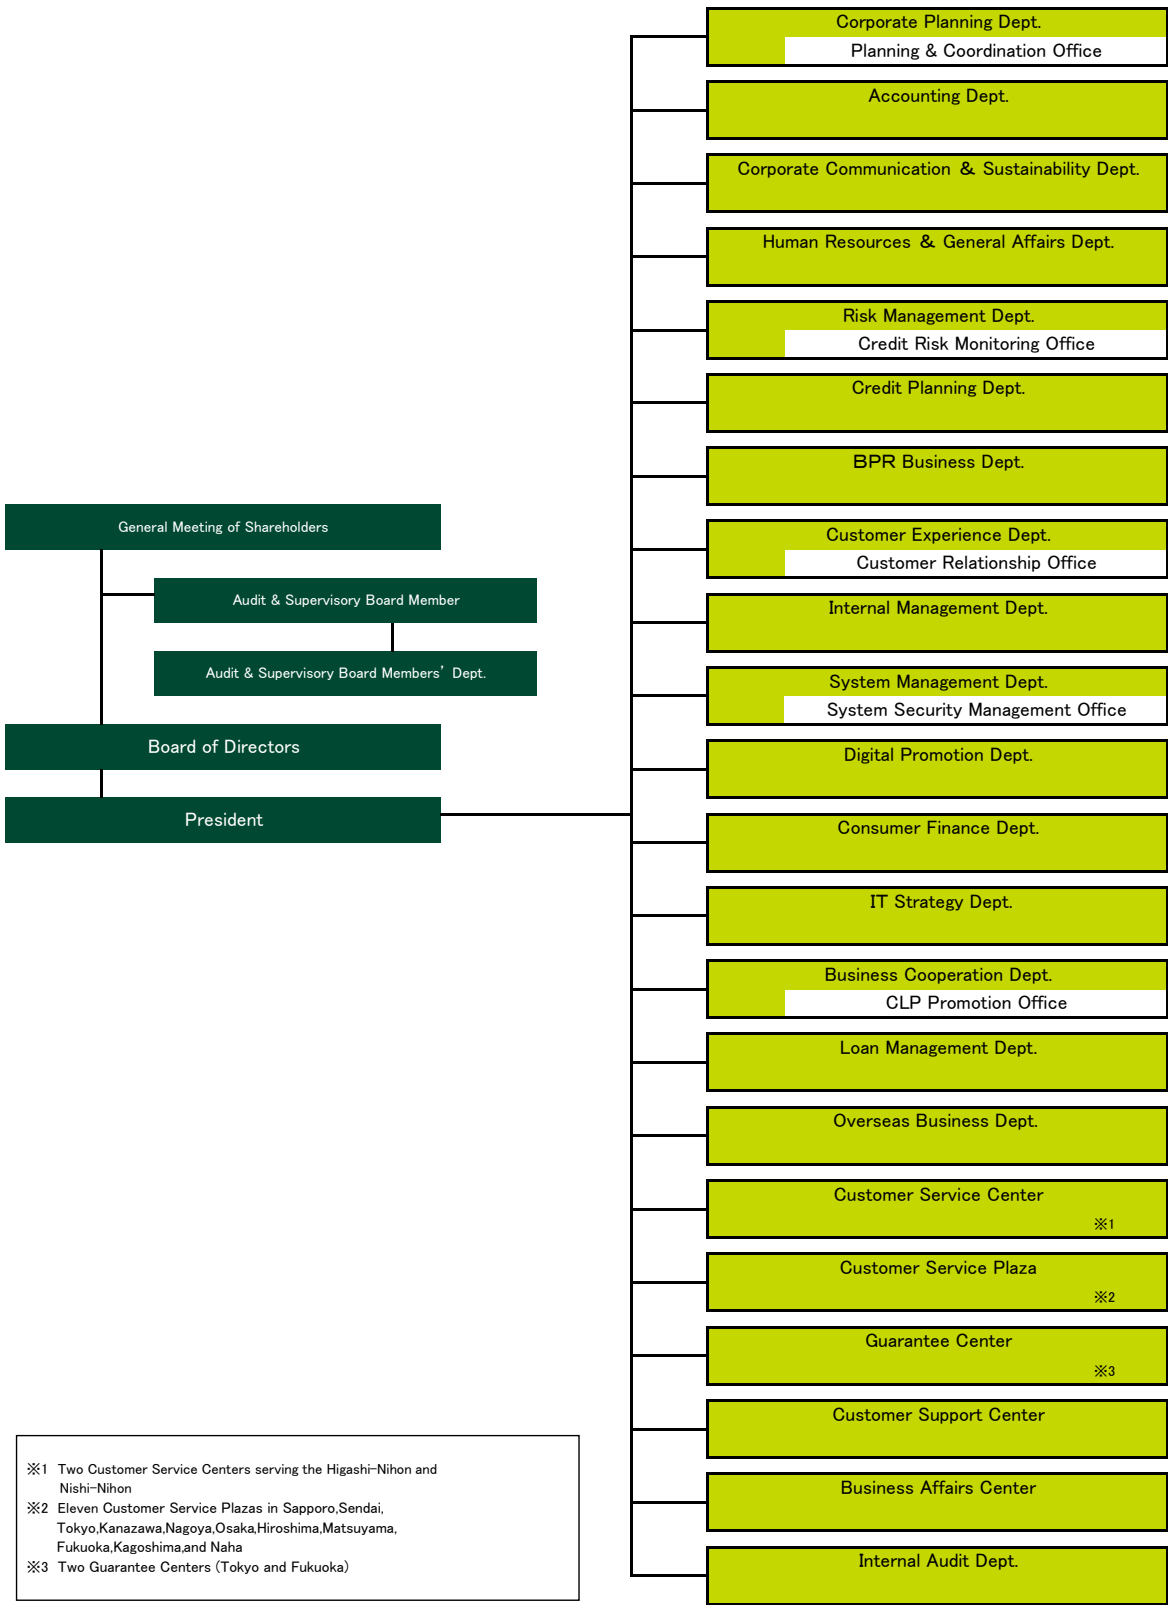 General Meeting of Shareholders
Audit & Supervisory Board Member
Audit & Supervisory Board Members’ Dept.
Board of Directors
President
Corporate Planning Dept.
Planning & Coordination Office
Accounting Dept.
Corporate Communication & Sustainability Dept.
Human Resources & General Affairs Dept.
Risk Management Dept.
Credit Risk Monitoring Office
Credit Planning Dept.
BPR Business Dept.
Customer Experience Dept.
Customer Relationship Office
Internal Management Dept.
System Management Dept.
System Security Management Office
Digital Promotion Dept.
Consumer Finance Dept.
IT Strategy Dept.
Business Cooperation Dept.
CLP Promotion Office
Loan Management Dept.
Overseas Business Dept.
Customer Service Center
※1
Customer Service Plaza
※2
Guarantee Center
※3
Customer Support Center
Business Affairs Center
Internal Audit Dept.
※1 Two Customer Service Centers serving the Higashi-Nihon and
Nishi-Nihon
※2 Eleven Customer Service Plazas in Sapporo,Sendai,
Tokyo,Kanazawa,Nagoya,Osaka,Hiroshima,Matsuyama,
Fukuoka,Kagoshima,and Naha
※3 Two Guarantee Centers (Tokyo and Fukuoka)